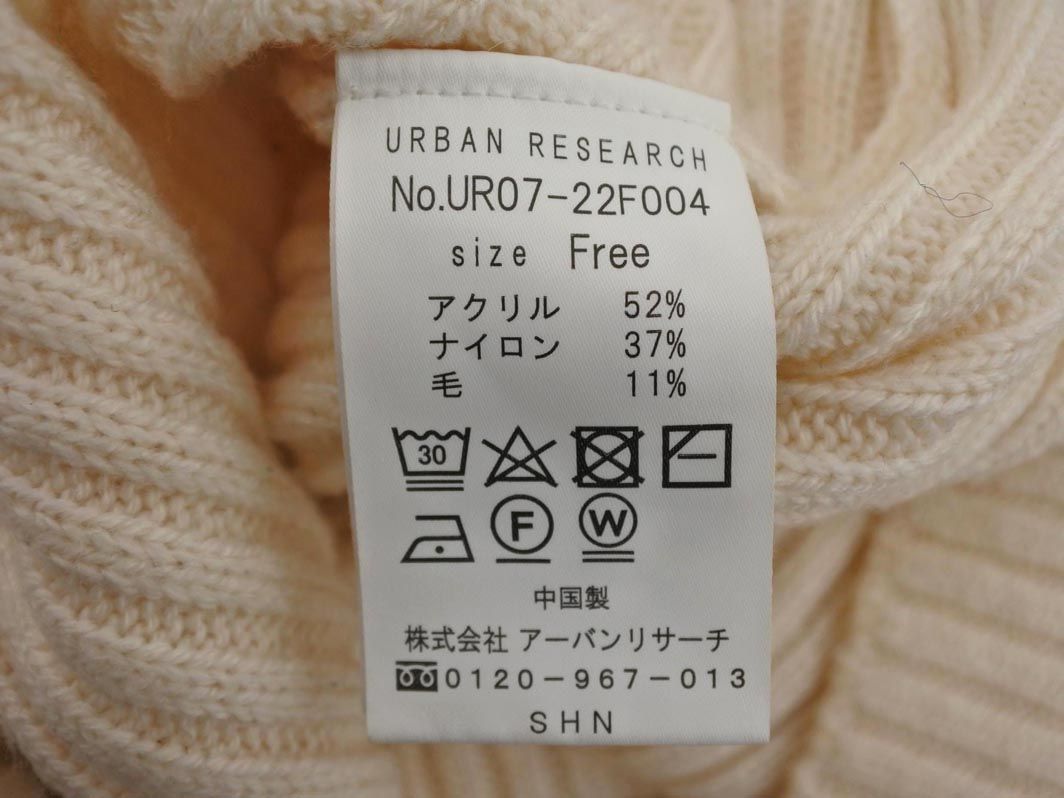 URBAN RESEARCH
No.UR07-22F004
size Free
アクリル 52%
ナイロン 37%
毛 11%
30
F W
中国製
株式会社 アーバンリサーチ
0120-967-013
SHN